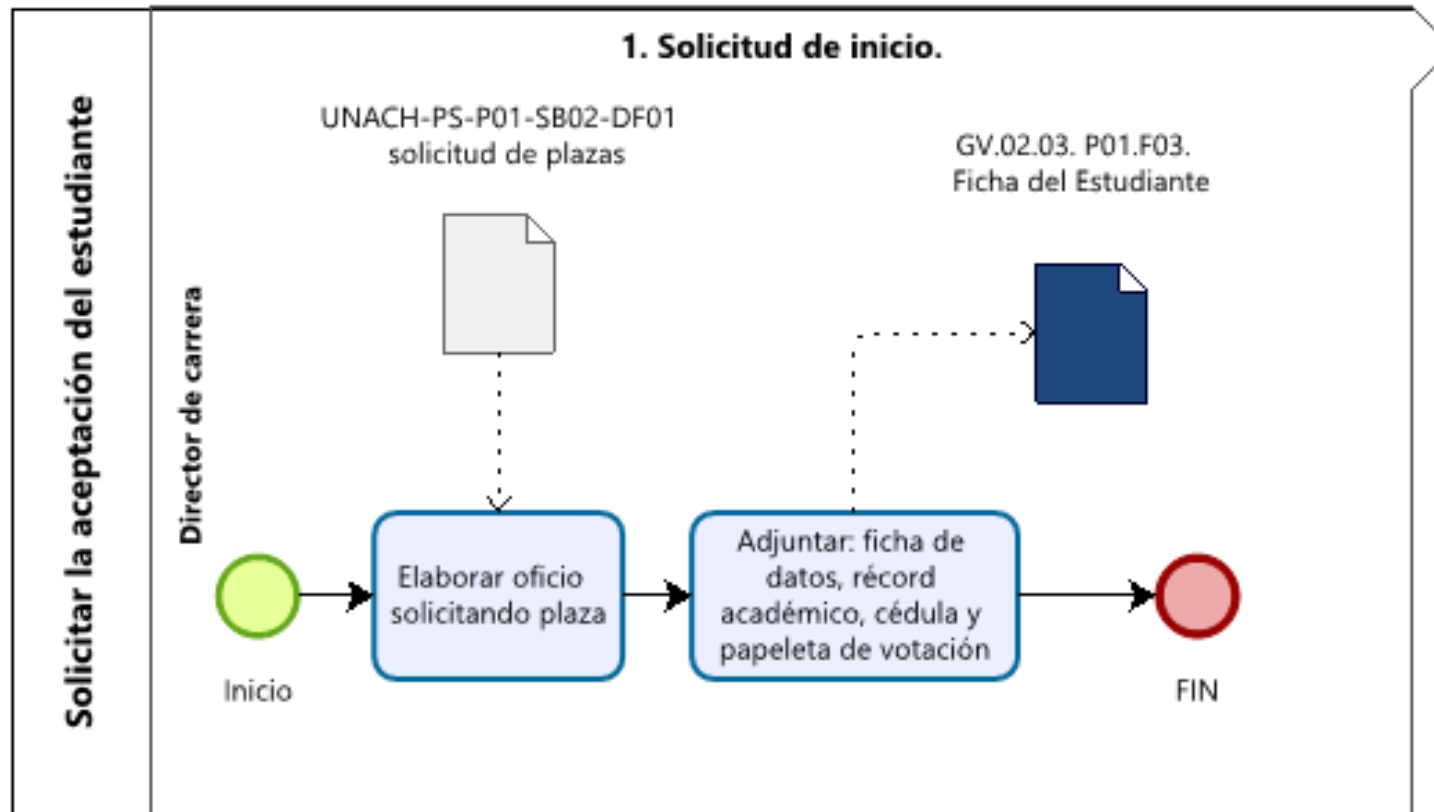 Solicitar la aceptación del estudiante
Director de carrera
1. Solicitud de inicio.
UNACH-PS-P01-SB02-DF01
solicitud de plazas
GV.02.03. P01.F03.
Ficha del Estudiante
Inicio
Elaborar oficio
solicitando plaza
Adjuntar: ficha de
datos, récord
académico, cédula y
papeleta de votación
FIN